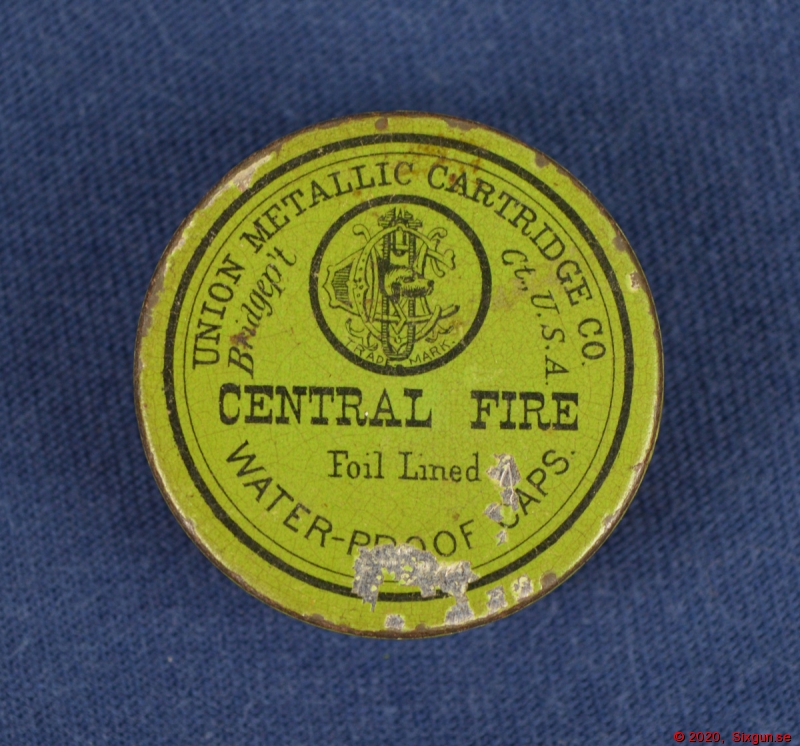 UNION METALLIC CARTRIDGE CO.
Bridgep't Ct., U.S.A.
TRADE MARK.
CENTRAL FIRE
Foil Lined
WATER-PROOF CAPS.
© 2020, Sixgun.se